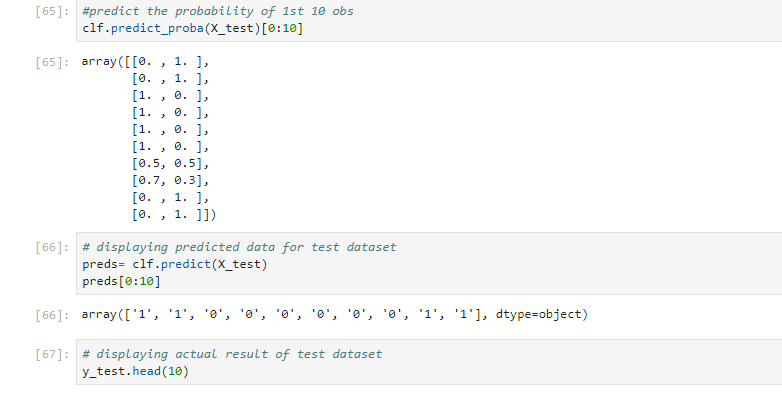 [65]: #predict the probability of 1st 10 obs
clf.predict_proba(X_test)[0:10]
[65]: array([[0. , 1. ],
[0. , 1. ],
[1. , 0. ],
[1. , 0. ],
[1. , 0. ],
[1. , 0. ],
[0.5, 0.5],
[0.7, 0.3],
[0. , 1. ],
[0. , 1. ]])
[66]: # displaying predicted data for test dataset
preds= clf.predict(X_test)
preds[0:10]
[66]: array(['1', '1', '0', '0', '0', '0', '0', '0', '1', '1'], dtype=object)
[67]: # displaying actual result of test dataset
y_test.head(10)